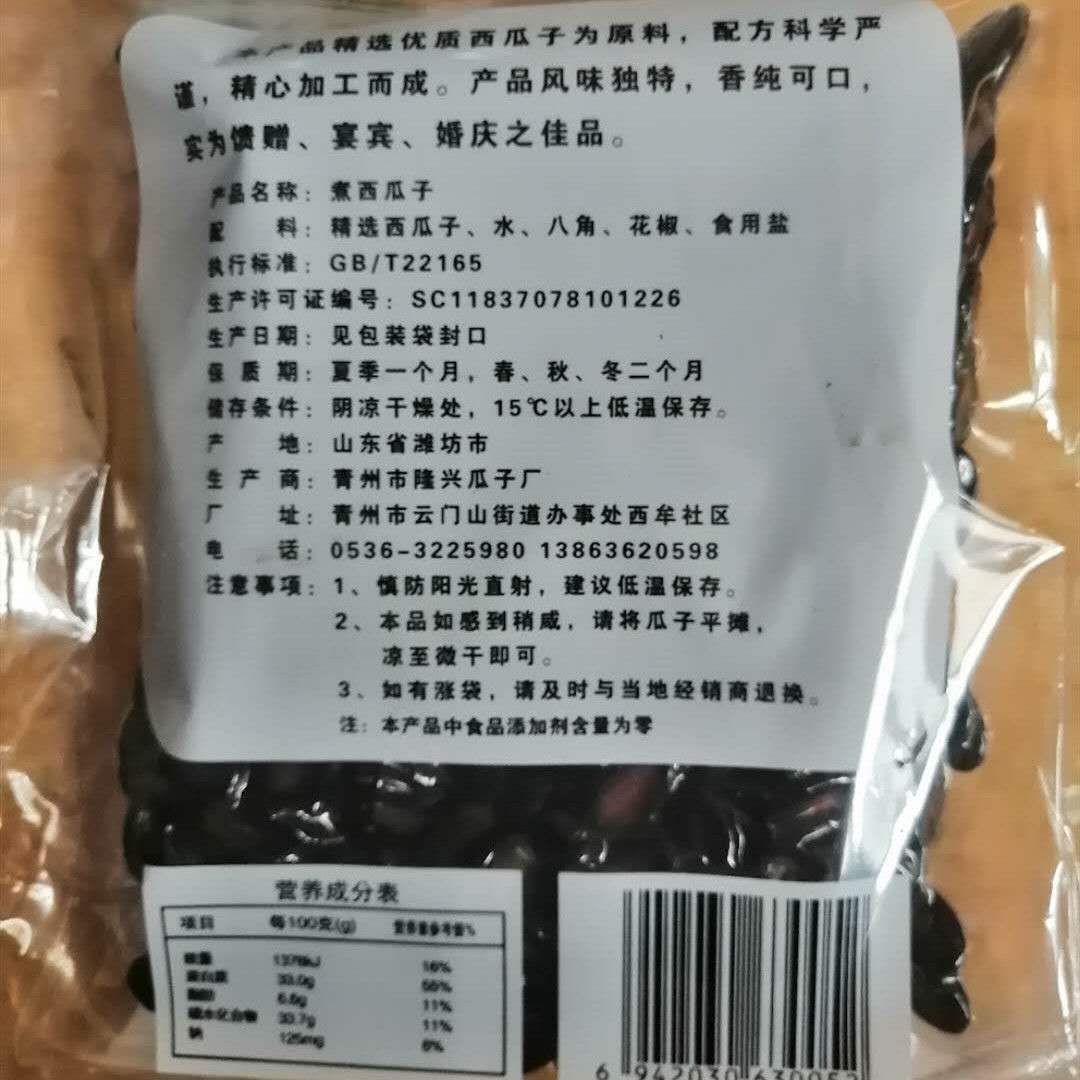 本产品精选优质西瓜子为原料，配方科学严
谨，精心加工而成。产品风味独特，香纯可口，
实为馈赠、宴宾、婚庆之佳品。
产品名称：煮西瓜子
配 料：精选西瓜子、水、八角、花椒、食用盐
执行标准：GB/T22165
生产许可证编号：SC11837078101226
生产日期：见包装袋封口
保质期：夏季一个月，春、秋、冬二个月
储存条件：阴凉干燥处，15℃以上低温保存。
产 地：山东省潍坊市
生产商：青州市隆兴瓜子厂
厂 址：青州市云门山街道办事处西牟社区
电 话：0536-3225980 13863620598
注意事项：1、慎防阳光直射，建议低温保存。
2、本品如感到稍咸，请将瓜子平摊，
凉至微干即可。
3、如有涨袋，请及时与当地经销商退换。
注：本产品中食品添加剂含量为零
营养成分表
项目 每100克(g) 营养素参考值%
能量 1378kJ 16%
蛋白质 33.0g 55%
脂肪 6.6g 11%
碳水化合物 33.7g 11%
钠 125mg 6%
6 942030 630052